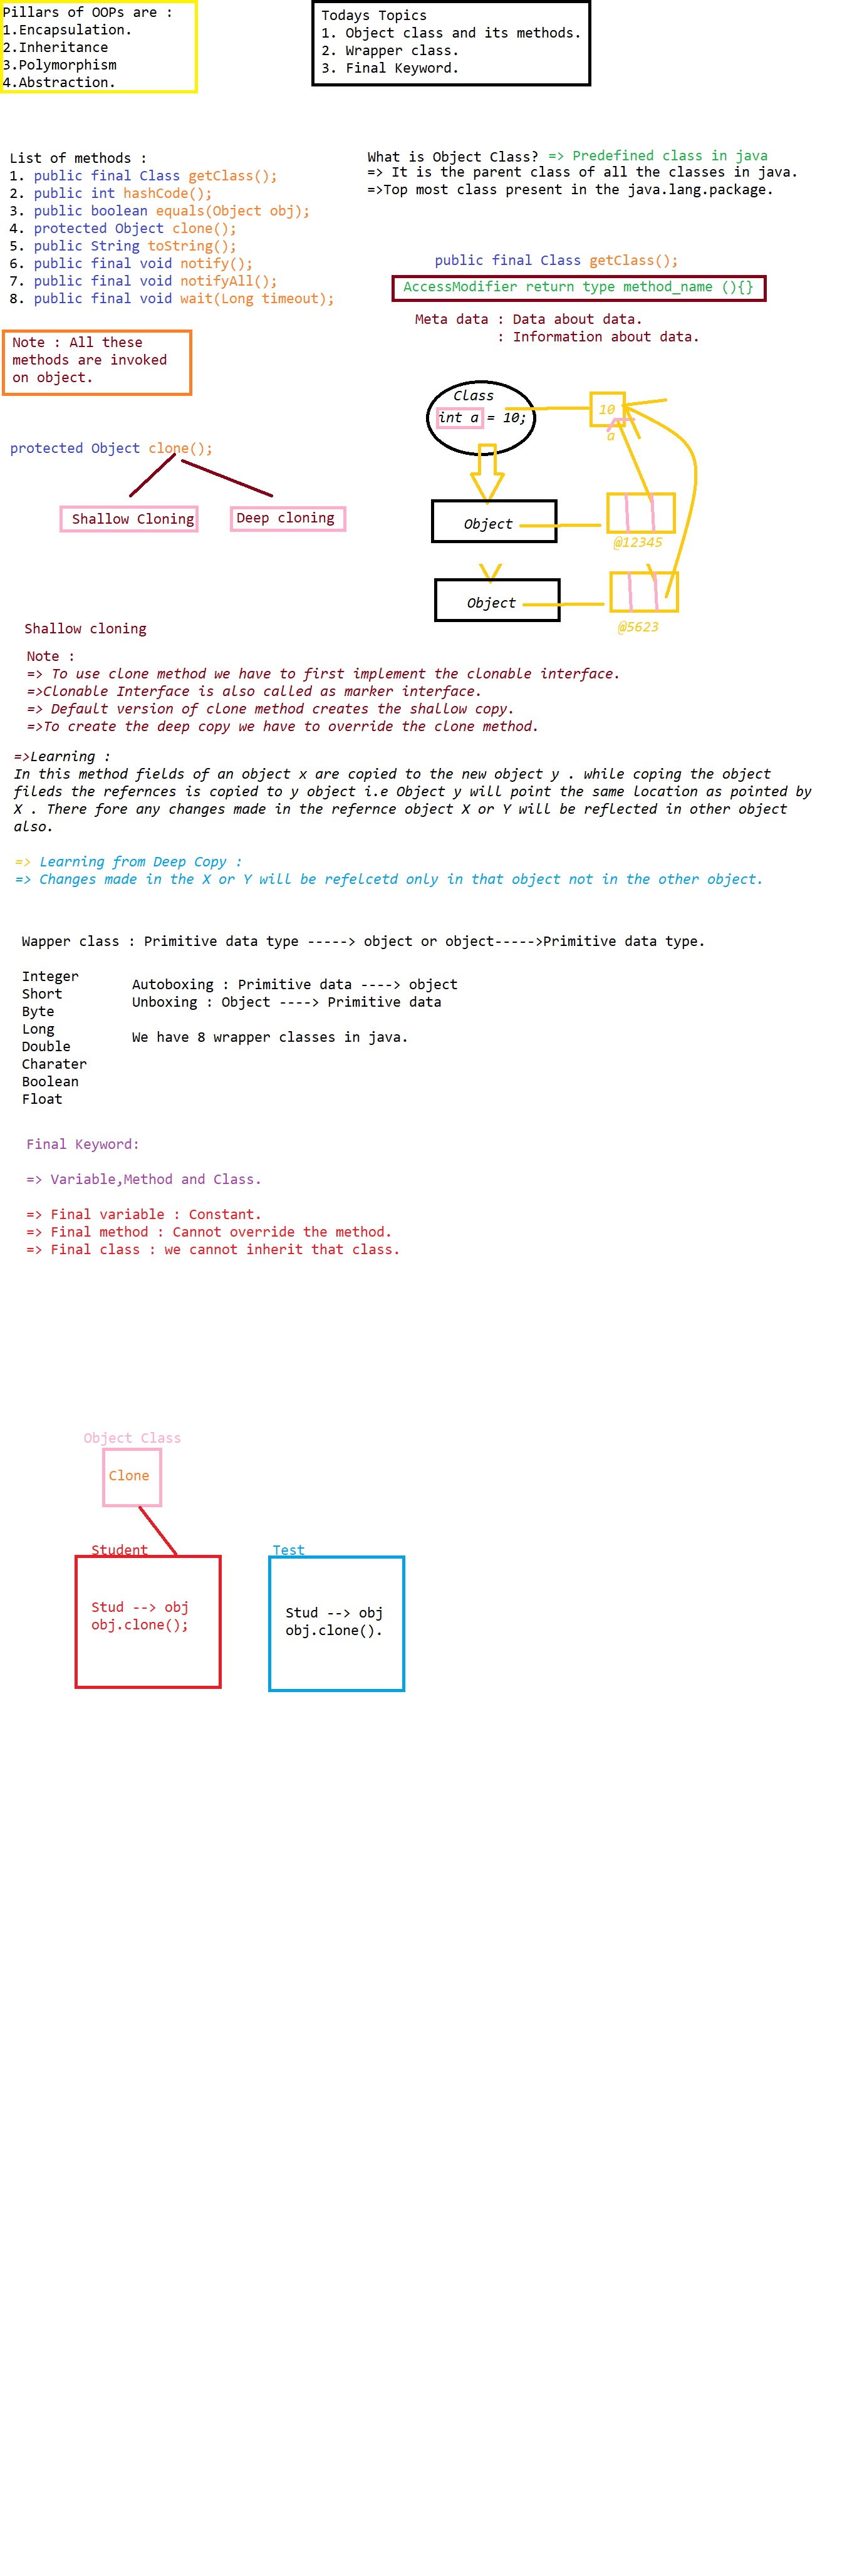 Pillars of OOPs are :
1.Encapsulation.
2.Inheritance
3.Polymorphism
4.Abstraction.
Todays Topics
1. Object class and its methods.
2. Wrapper class.
3. Final Keyword.
List of methods :
1. public final Class getClass();
2. public int hashCode();
3. public boolean equals(Object obj);
4. protected Object clone();
5. public String toString();
6. public final void notify();
7. public final void notifyAll();
8. public final void wait(Long timeout);
What is Object Class? => Predefined class in java
=> It is the parent class of all the classes in java.
=>Top most class present in the java.lang.package.
public final Class getClass();
AccessModifier return type method_name (){}
Meta data : Data about data.
: Information about data.
Note : All these
methods are invoked
on object.
Class
int a = 10;
10
a
Object
@12345
Object
@5623
protected Object clone();
Shallow Cloning
Deep cloning
Shallow cloning
Note :
=> To use clone method we have to first implement the clonable interface.
=>Clonable Interface is also called as marker interface.
=> Default version of clone method creates the shallow copy.
=>To create the deep copy we have to override the clone method.
=>Learning :
In this method fields of an object x are copied to the new object y . while coping the object
fileds the refernces is copied to y object i.e Object y will point the same location as pointed by
X . There fore any changes made in the refernce object X or Y will be reflected in other object
also.
=> Learning from Deep Copy :
=> Changes made in the X or Y will be refelcetd only in that object not in the other object.
Wapper class : Primitive data type -----> object or object----->Primitive data type.
Integer
Short
Byte
Long
Double
Charater
Boolean
Float
Autoboxing : Primitive data ----> object
Unboxing : Object ----> Primitive data
We have 8 wrapper classes in java.
Final Keyword:
=> Variable,Method and Class.
=> Final variable : Constant.
=> Final method : Cannot override the method.
=> Final class : we cannot inherit that class.
Object Class
Clone
Student
Stud --> obj
obj.clone();
Test
Stud --> obj
obj.clone().